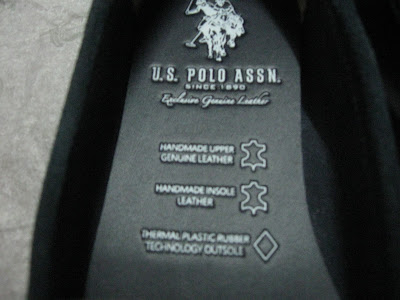 U.S. POLO ASSN.
SINCE 1890
Exclusive Genuine Leather
HANDMADE UPPER
GENUINE LEATHER
HANDMADE INSOLE
LEATHER
THERMAL PLASTIC RUBBER
TECHNOLOGY OUTSOLE